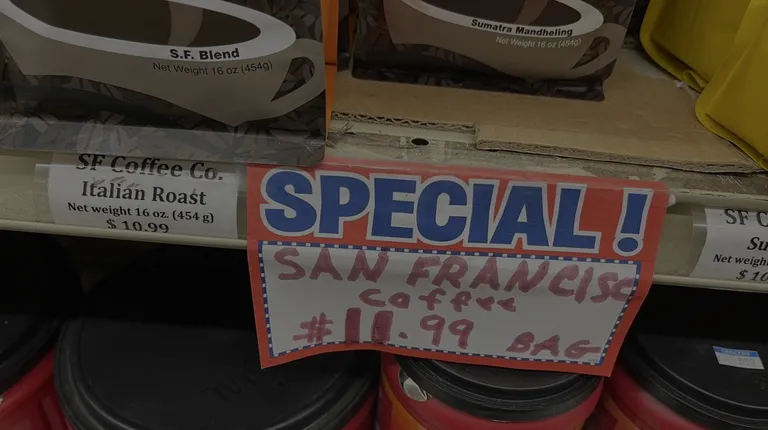 S.F. Blend
Net Weight 16 oz (454g)
Sumatra Mandheling
Net Weight 16 oz (454g)
SF Coffee Co.
Italian Roast
Net weight 16 oz. (454 g)
$ 10.99
SPECIAL!
SAN FRANCISC
Coffee
#11.99 BAG
SF C
Su
Net weigh
$ 10